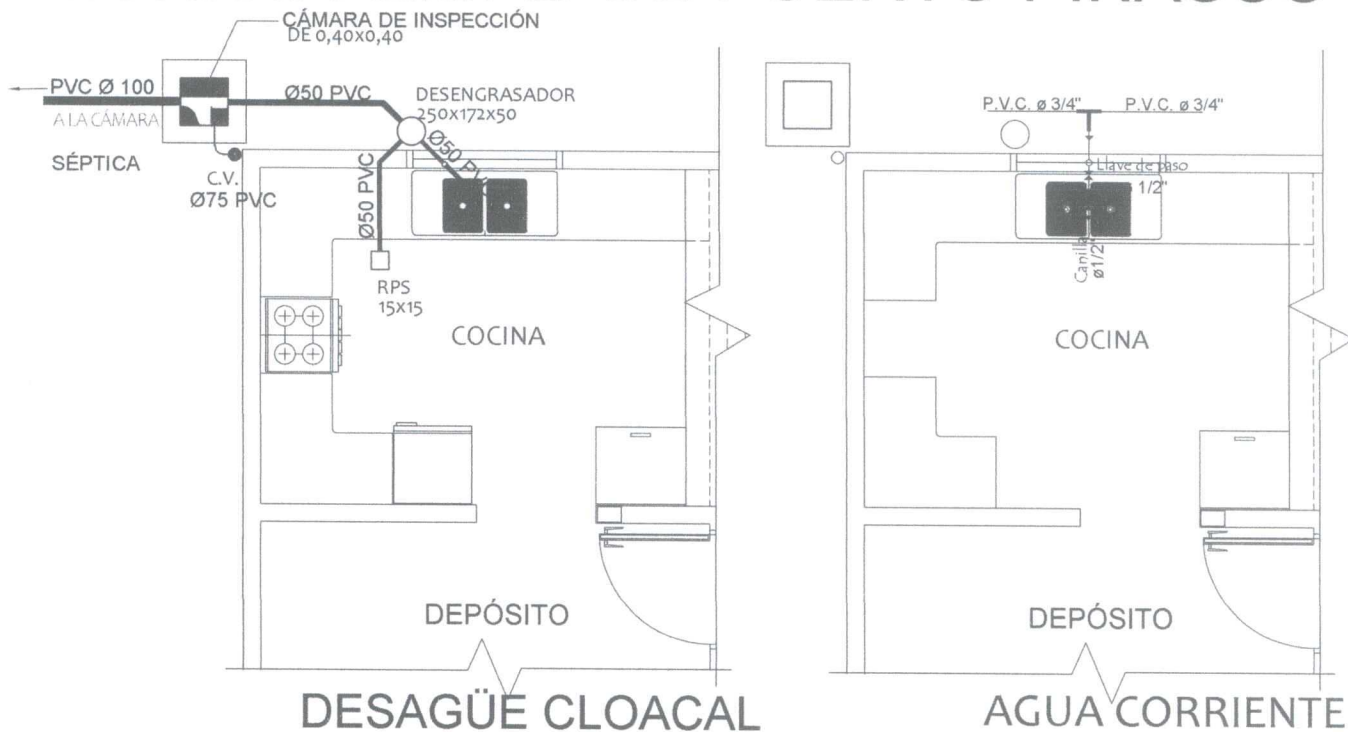 CÁMARA DE INSPECCIÓN
DE 0,40x0,40
PVC Ø 100
A LA CÁMARA
SÉPTICA
Ø50 PVC
DESENGRASADOR
250x172x50
Ø50 PVC
Ø50 PVC
C.V.
Ø75 PVC
RPS
15x15
COCINA
DEPÓSITO
DESAGÜE CLOACAL
P.V.C. ø 3/4"
P.V.C. ø 3/4"
Llave de paso
1/2"
Canilla
ø1/2"
COCINA
DEPÓSITO
AGUA CORRIENTE